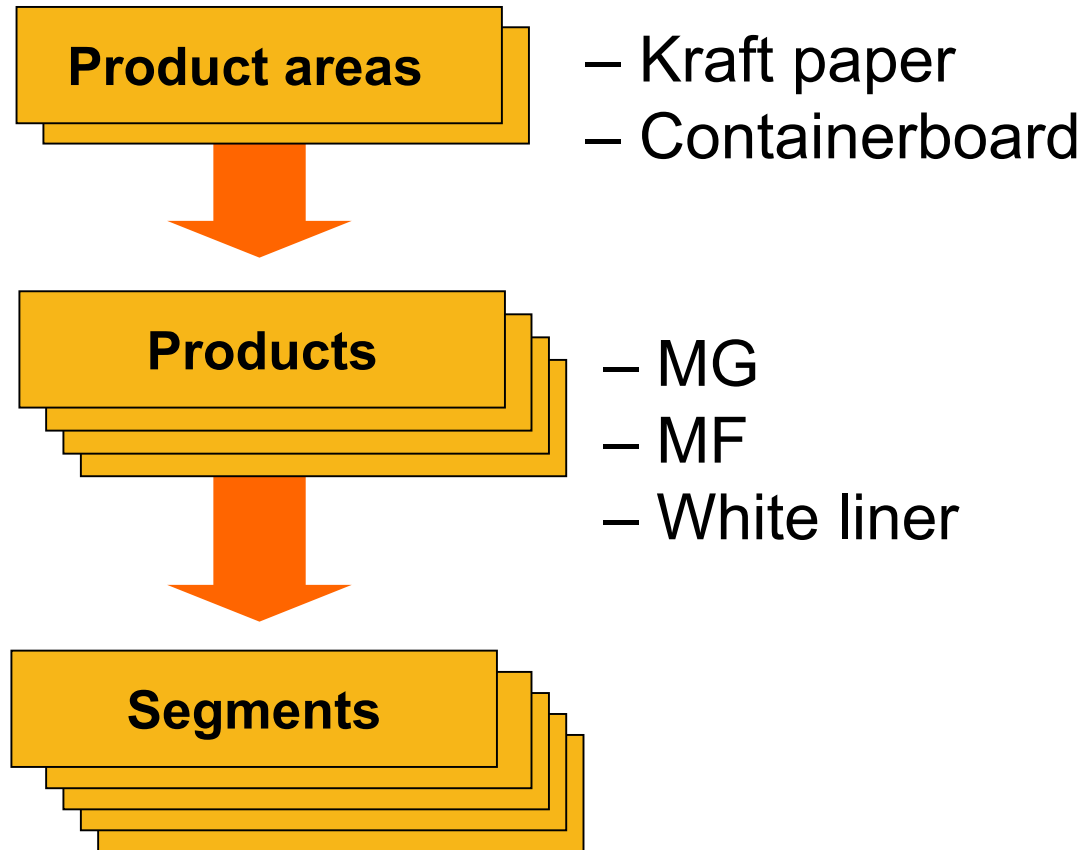 Product areas
– Kraft paper
– Containerboard
Products
– MG
– MF
– White liner
Segments